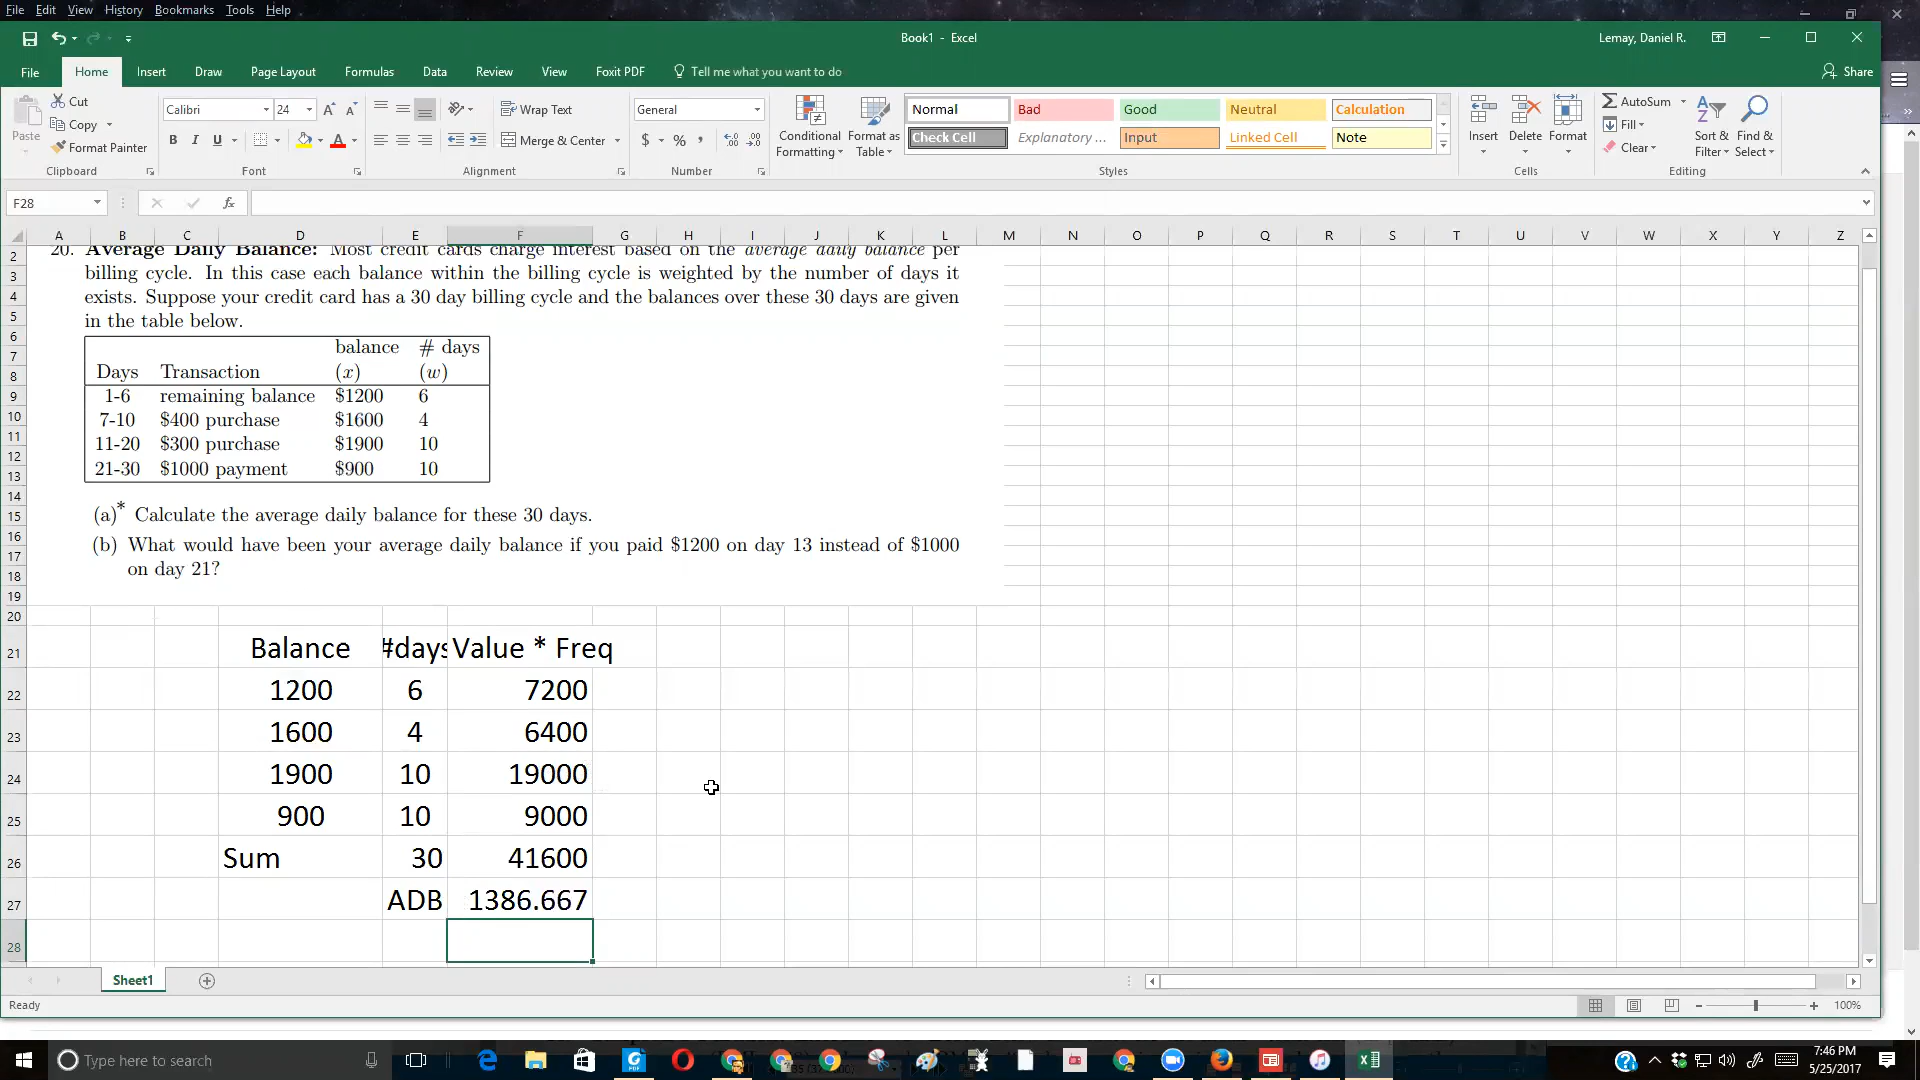 File Edit View History Bookmarks Tools Help
Book1 - Excel
Lemay, Daniel R.
File Home Insert Draw Page Layout Formulas Data Review View Foxit PDF Tell me what you want to do
Share
Paste
Cut
Copy
Format Painter
Clipboard
Calibri 24
B I U
Font
Wrap Text
Merge & Center
Alignment
General
$ % ,
Number
Conditional Formatting
Format as Table
Normal Bad Good Neutral Calculation
Check Cell Explanatory ... Input Linked Cell Note
Styles
Insert Delete Format
Cells
AutoSum
Fill
Clear
Sort & Filter
Find & Select
Editing
F28
fx
A B C D E F G H I J K L M N O P Q R S T U V W X Y Z
2
3
4
5
6
7
8
9
10
11
12
13
14
15
16
17
18
19
20
21
22
23
24
25
26
27
28
20. Average Daily Balance: Most credit cards charge interest based on the average daily balance per
billing cycle. In this case each balance within the billing cycle is weighted by the number of days it
exists. Suppose your credit card has a 30 day billing cycle and the balances over these 30 days are given
in the table below.
balance # days
Days Transaction (x) (w)
1-6 remaining balance $1200 6
7-10 $400 purchase $1600 4
11-20 $300 purchase $1900 10
21-30 $1000 payment $900 10
(a)* Calculate the average daily balance for these 30 days.
(b) What would have been your average daily balance if you paid $1200 on day 13 instead of $1000
on day 21?
Balance #days Value * Freq
1200 6 7200
1600 4 6400
1900 10 19000
900 10 9000
Sum 30 41600
ADB 1386.667
Sheet1
Ready
100%
Type here to search
7:46 PM
5/25/2017